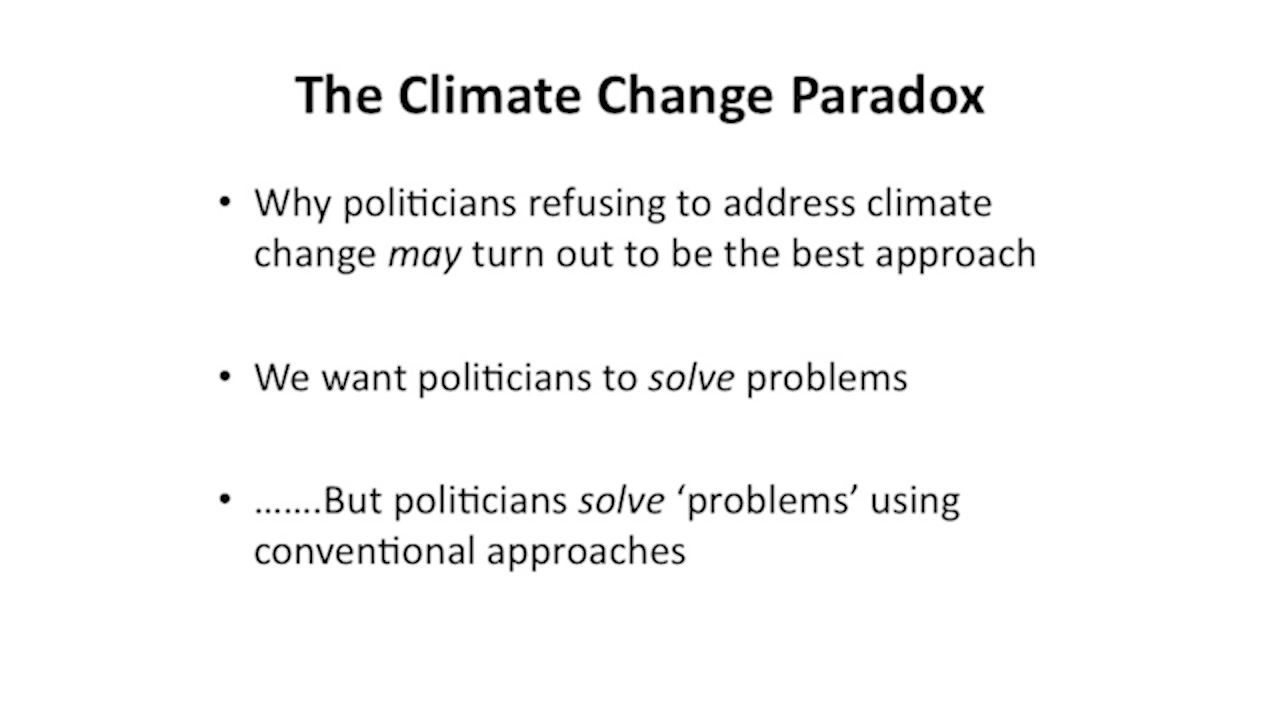 The Climate Change Paradox
• Why politicians refusing to address climate
change may turn out to be the best approach
• We want politicians to solve problems
• .......But politicians solve ‘problems’ using
conventional approaches